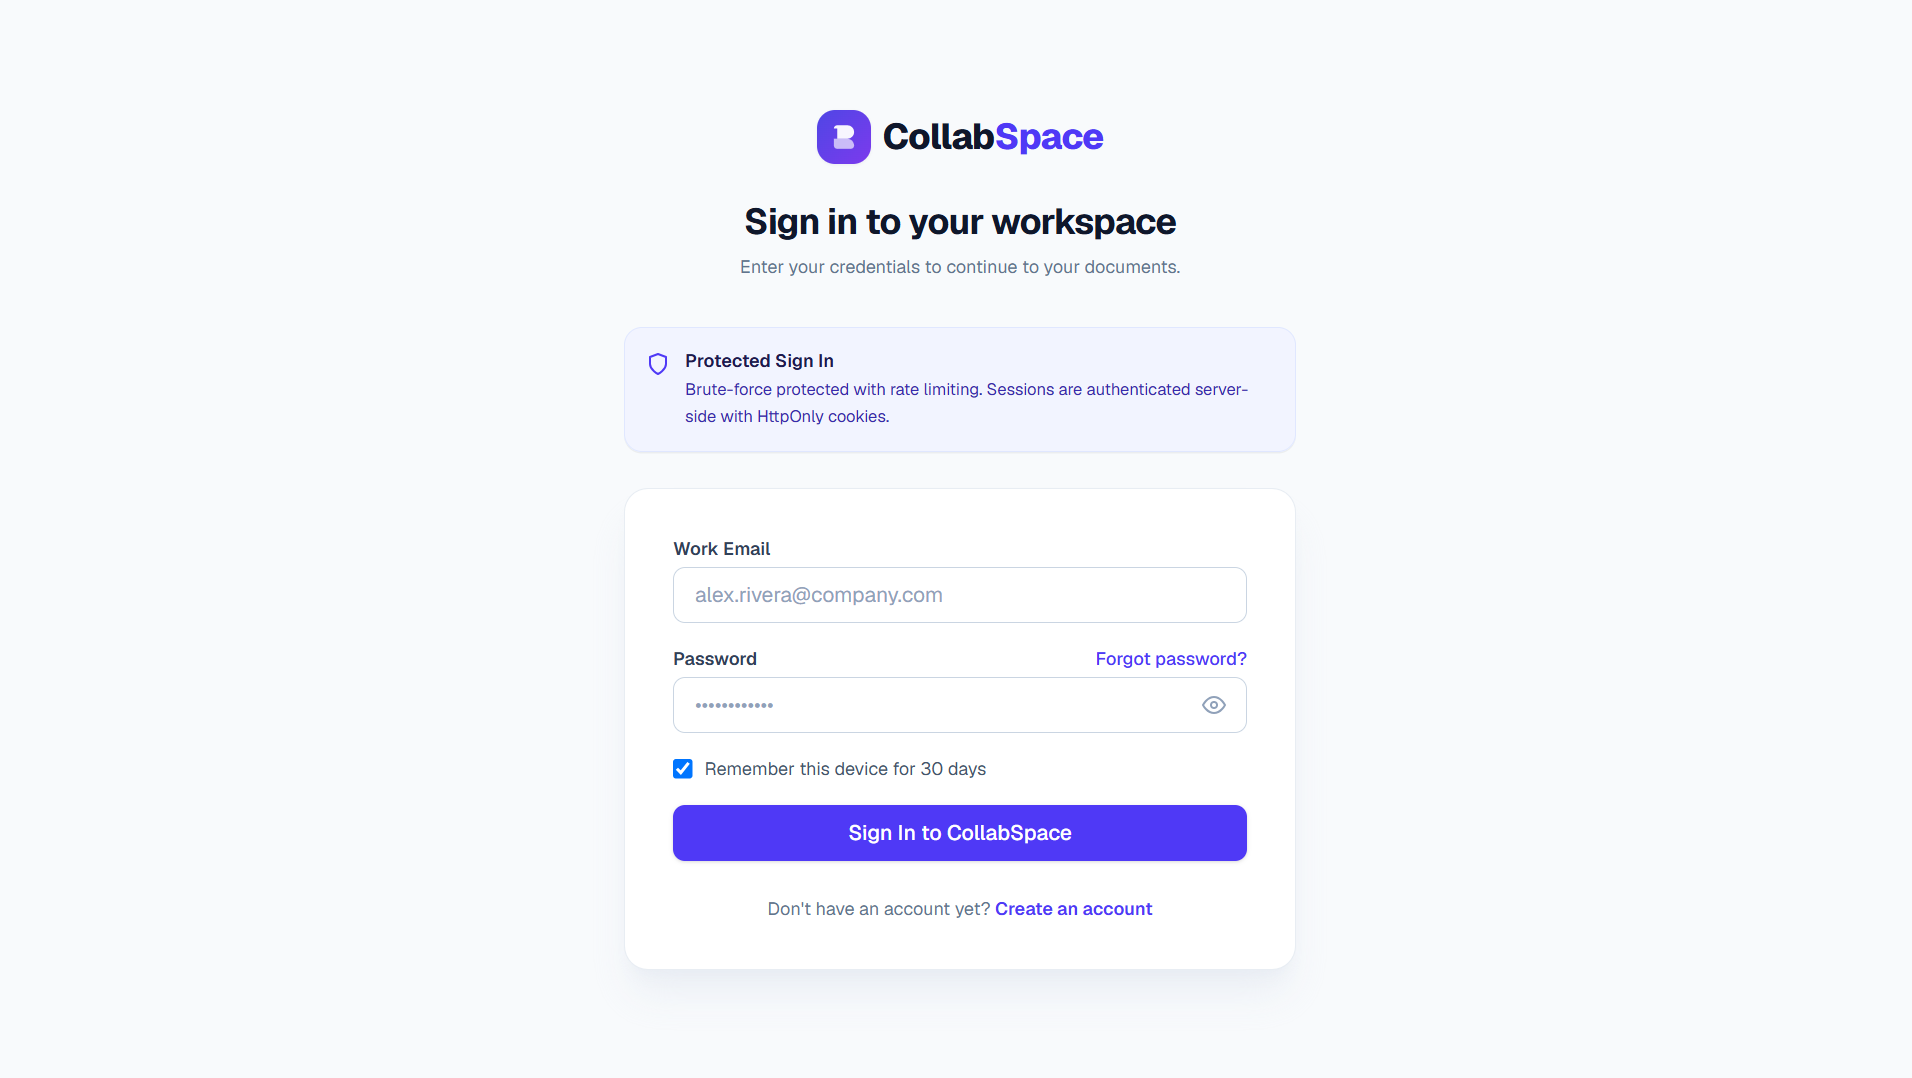 CollabSpace
Sign in to your workspace
Enter your credentials to continue to your documents.
Protected Sign In
Brute-force protected with rate limiting. Sessions are authenticated server-
side with HttpOnly cookies.
Work Email
alex.rivera@company.com
Password
Forgot password?
••••••••••••
Remember this device for 30 days
Sign In to CollabSpace
Don't have an account yet? Create an account